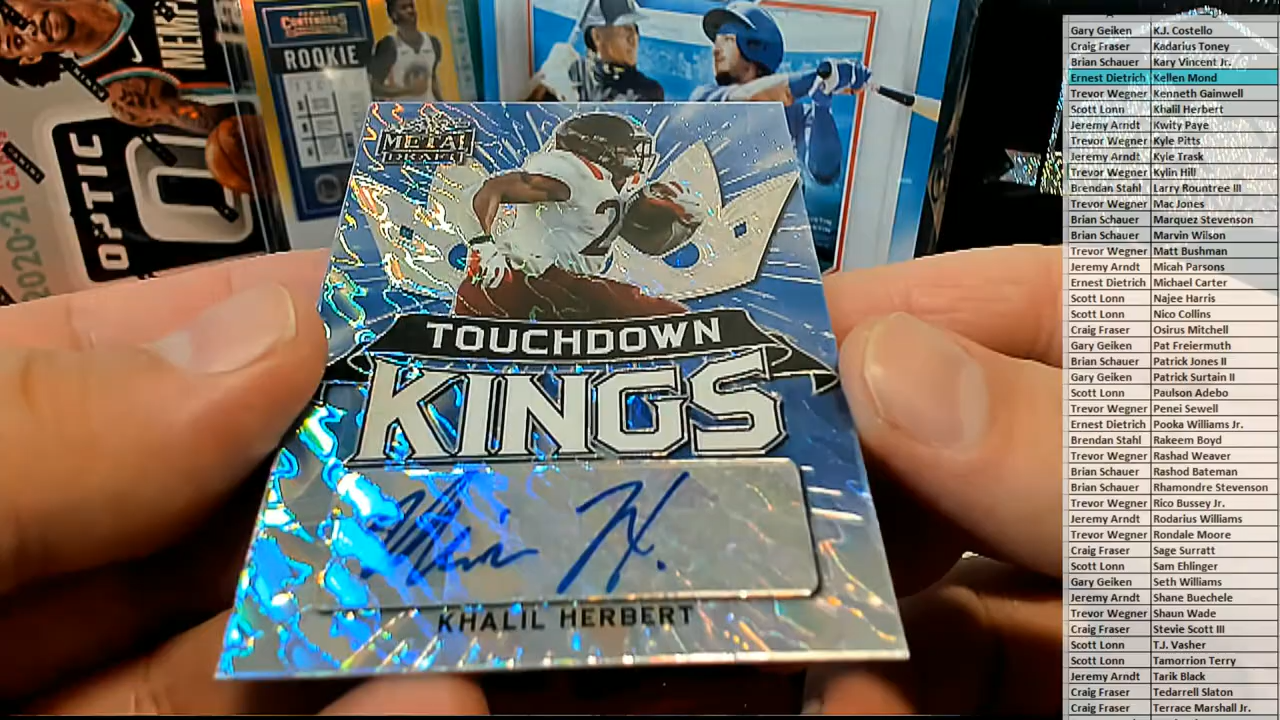 MEMPHIS
2020-21
OPTIC
CONTENDERS
ROOKIE
METAL
DRAFT
2
TOUCHDOWN
KINGS
KHALIL HERBERT
Gary Geiken K.J. Costello
Craig Fraser Kadarius Toney
Brian Schauer Kary Vincent Jr.
Ernest Dietrich Kellen Mond
Trevor Wegner Kenneth Gainwell
Scott Lonn Khalil Herbert
Jeremy Arndt Kwity Paye
Trevor Wegner Kyle Pitts
Jeremy Arndt Kyle Trask
Trevor Wegner Kylin Hill
Brendan Stahl Larry Rountree III
Trevor Wegner Mac Jones
Brian Schauer Marquez Stevenson
Brian Schauer Marvin Wilson
Trevor Wegner Matt Bushman
Jeremy Arndt Micah Parsons
Ernest Dietrich Michael Carter
Scott Lonn Najee Harris
Scott Lonn Nico Collins
Craig Fraser Osirus Mitchell
Gary Geiken Pat Freiermuth
Brian Schauer Patrick Jones II
Gary Geiken Patrick Surtain II
Scott Lonn Paulson Adebo
Trevor Wegner Penei Sewell
Ernest Dietrich Pooka Williams Jr.
Brendan Stahl Rakeem Boyd
Trevor Wegner Rashad Weaver
Brian Schauer Rashod Bateman
Brian Schauer Rhamondre Stevenson
Trevor Wegner Rico Bussey Jr.
Jeremy Arndt Rodarius Williams
Trevor Wegner Rondale Moore
Craig Fraser Sage Surratt
Scott Lonn Sam Ehlinger
Gary Geiken Seth Williams
Jeremy Arndt Shane Buechele
Trevor Wegner Shaun Wade
Craig Fraser Stevie Scott III
Scott Lonn T.J. Vasher
Scott Lonn Tamorrion Terry
Jeremy Arndt Tarik Black
Craig Fraser Tedarrell Slaton
Craig Fraser Terrace Marshall Jr.